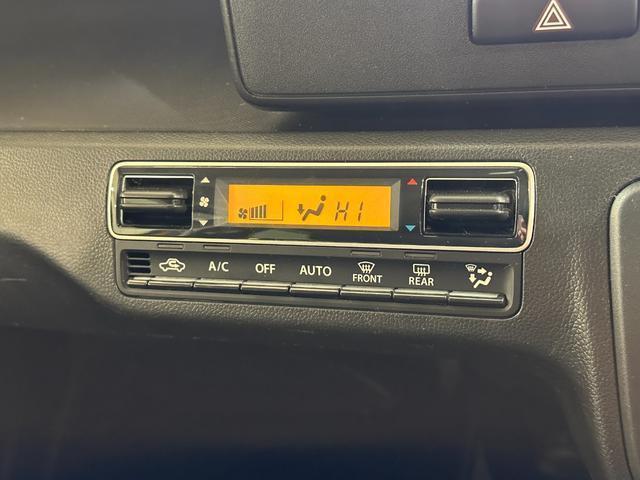 HI
A/C OFF AUTO FRONT REAR